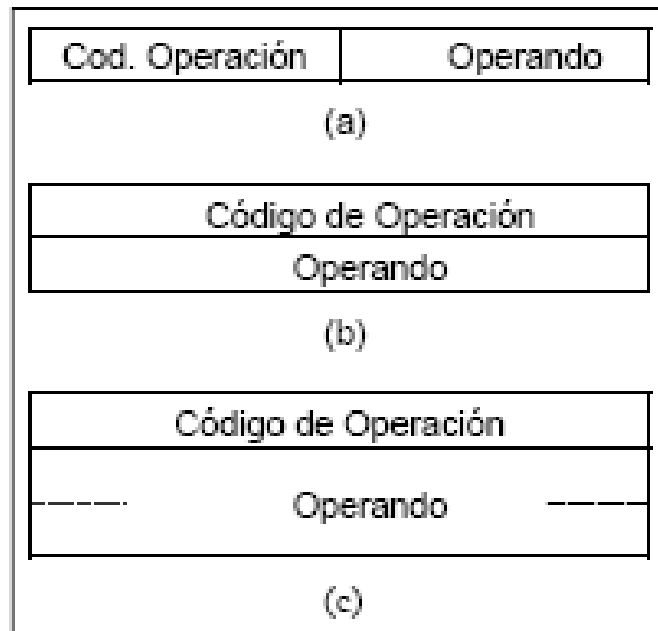 Cod. Operación Operando
(a)
Código de Operación
Operando
(b)
Código de Operación
Operando
(c)